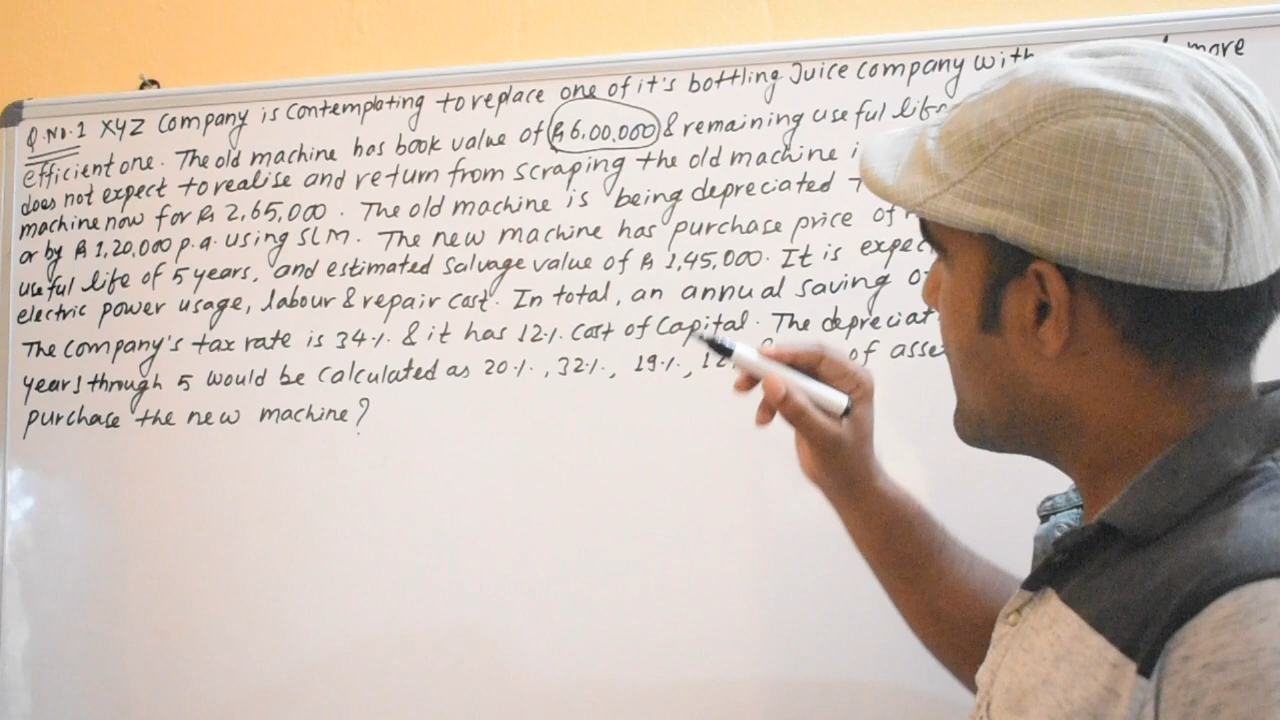 Q.No.1 XYZ Company is contemplating to replace one of it's bottling Juice company with more
efficient one. The old machine has book value of ₨ 6,00,000 & remaining useful life
does not expect to realise and return from scraping the old machine
machine now for ₨ 2,65,000. The old machine is being depreciated
or by ₨ 1,20,000 p.a. using SLM. The new machine has purchase price of
useful life of 5 years, and estimated salvage value of ₨ 1,45,000. It is
electric power usage, labour & repair cost. In total, an annual saving
The company's tax rate is 34%. & it has 12%. cost of Capital. The
years through 5 would be calculated as 20%., 32%., 19%., of
purchase the new machine?